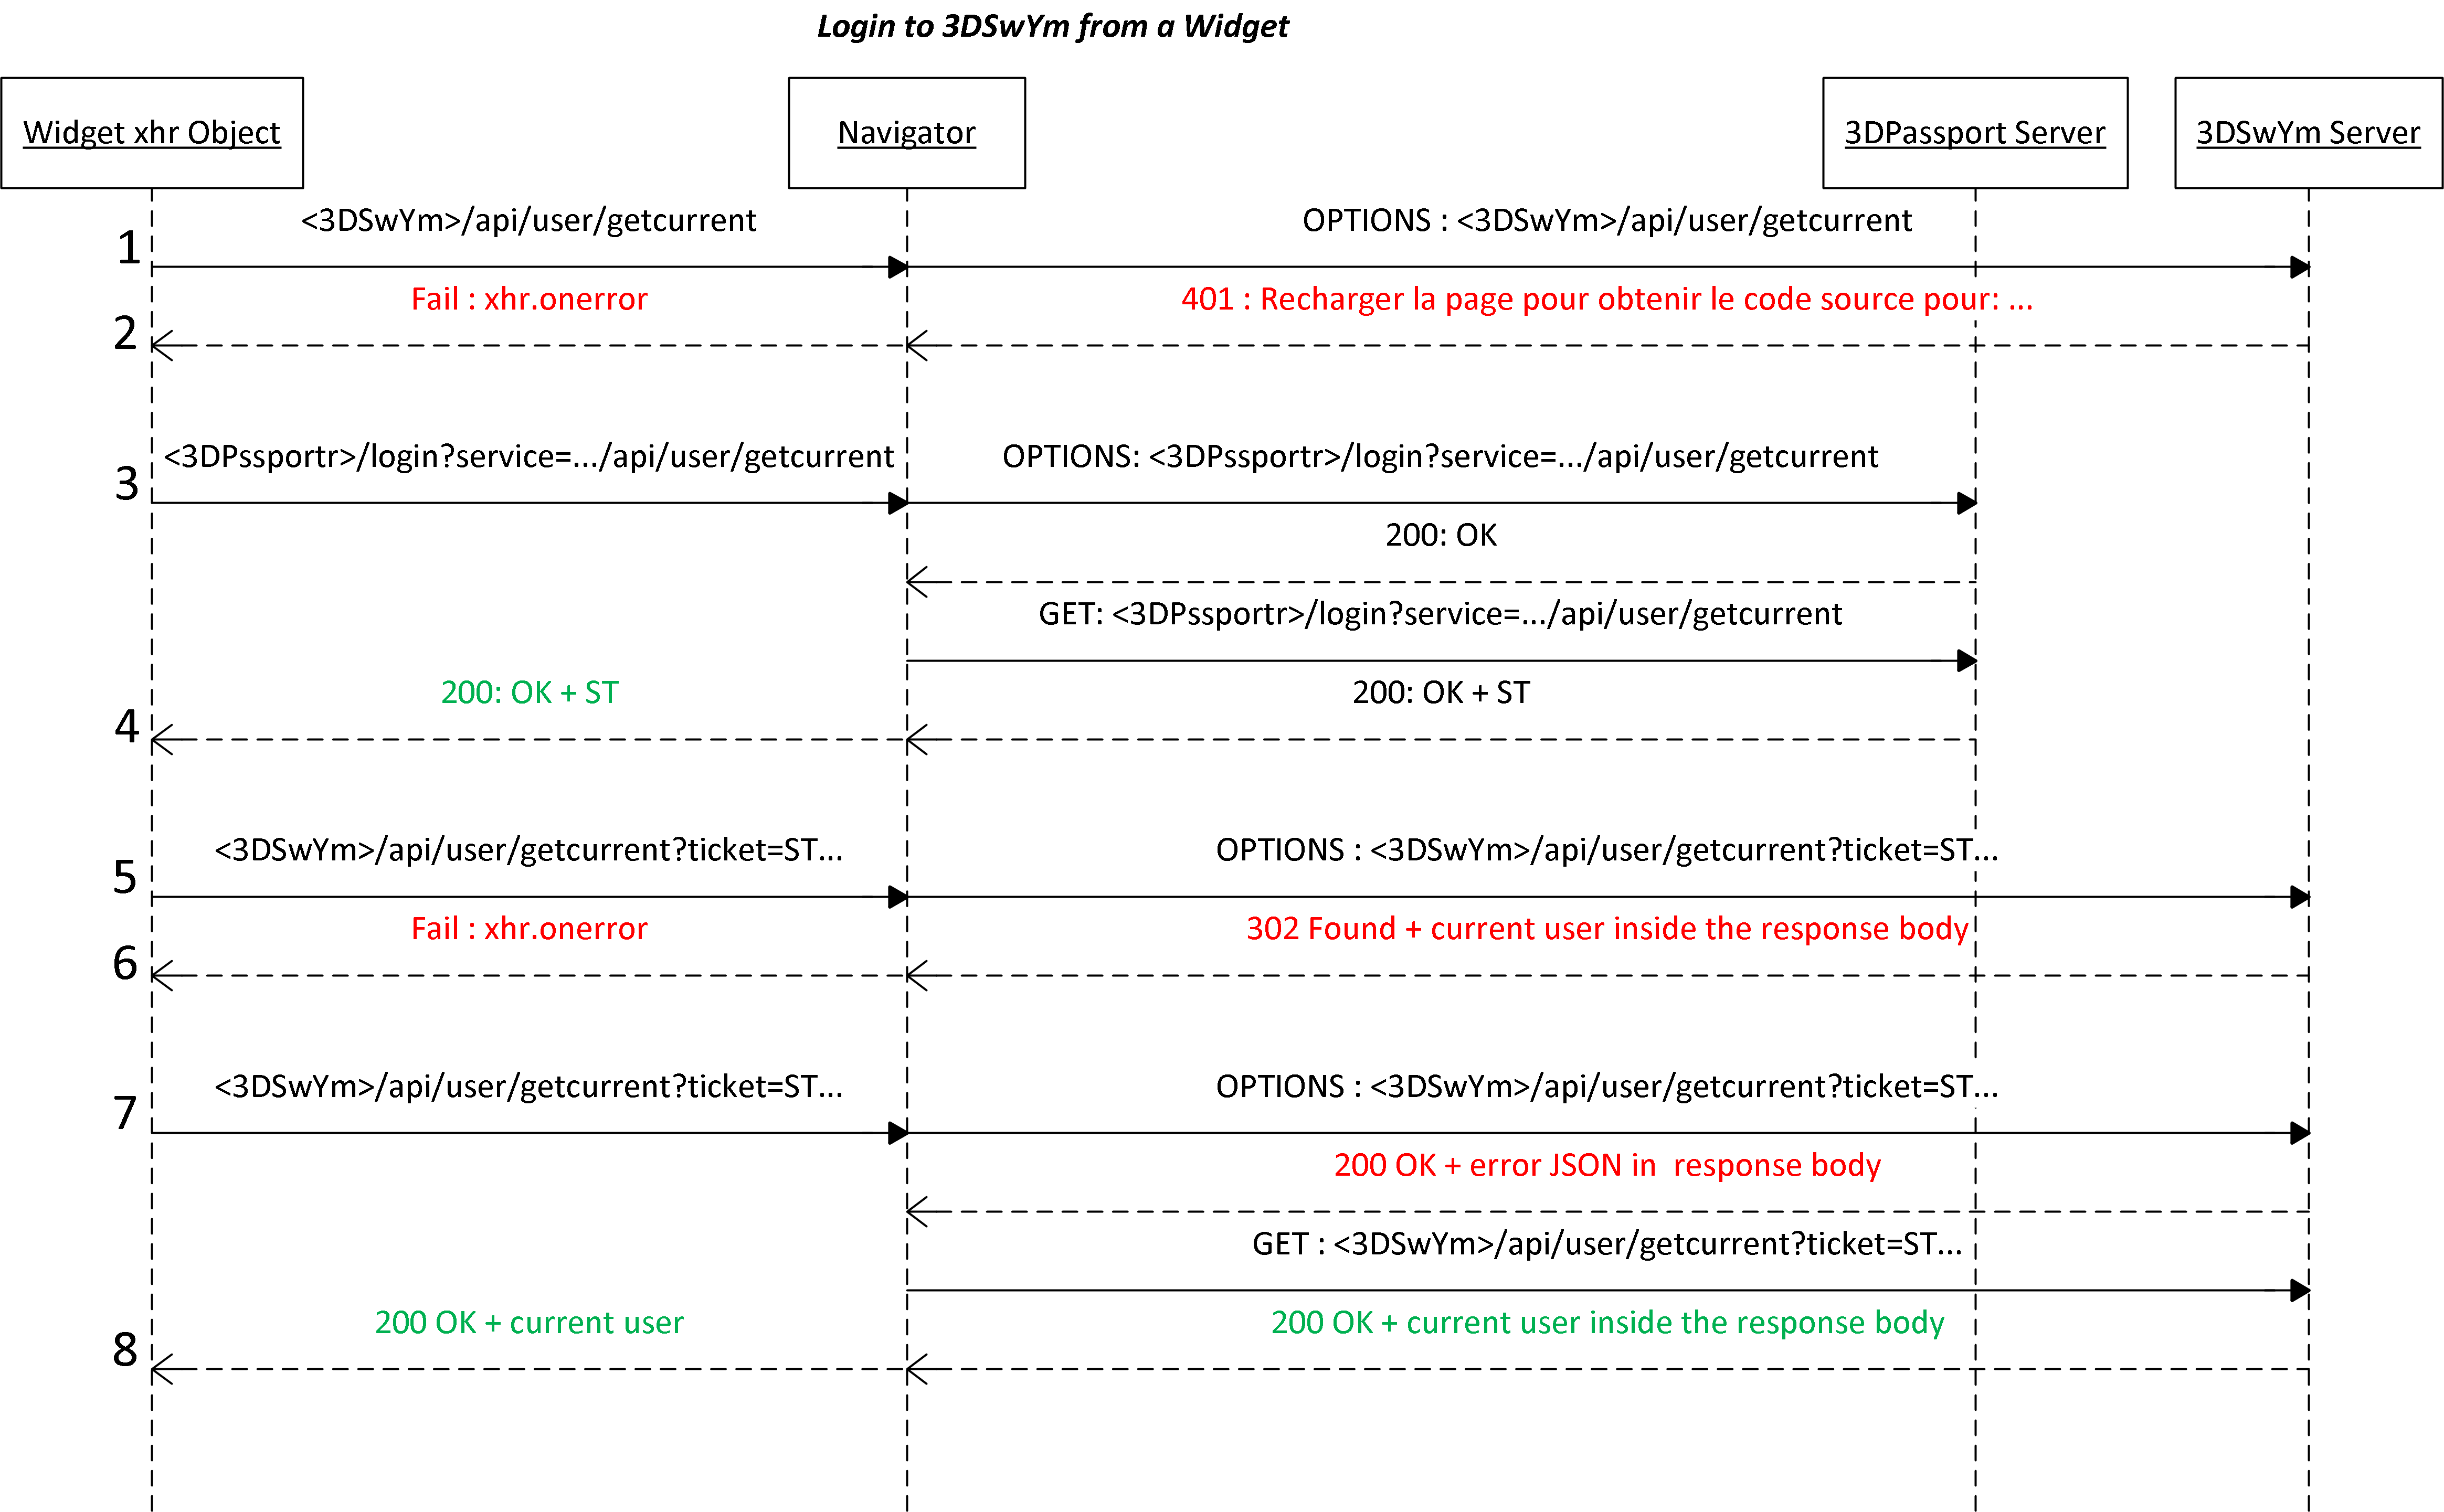 Login to 3DSwYm from a Widget
Widget xhr Object
Navigator
3DPassport Server
3DSwYm Server
<3DSwYm>/api/user/getcurrent
OPTIONS : <3DSwYm>/api/user/getcurrent
1
Fail : xhr.onerror
401 : Recharger la page pour obtenir le code source pour: ...
2
<3DPssportr>/login?service=.../api/user/getcurrent
OPTIONS: <3DPssportr>/login?service=.../api/user/getcurrent
3
200: OK
GET: <3DPssportr>/login?service=.../api/user/getcurrent
200: OK + ST
200: OK + ST
4
<3DSwYm>/api/user/getcurrent?ticket=ST...
OPTIONS : <3DSwYm>/api/user/getcurrent?ticket=ST...
5
Fail : xhr.onerror
302 Found + current user inside the response body
6
<3DSwYm>/api/user/getcurrent?ticket=ST...
OPTIONS : <3DSwYm>/api/user/getcurrent?ticket=ST...
7
200 OK + error JSON in  response body
GET : <3DSwYm>/api/user/getcurrent?ticket=ST...
200 OK + current user
200 OK + current user inside the response body
8